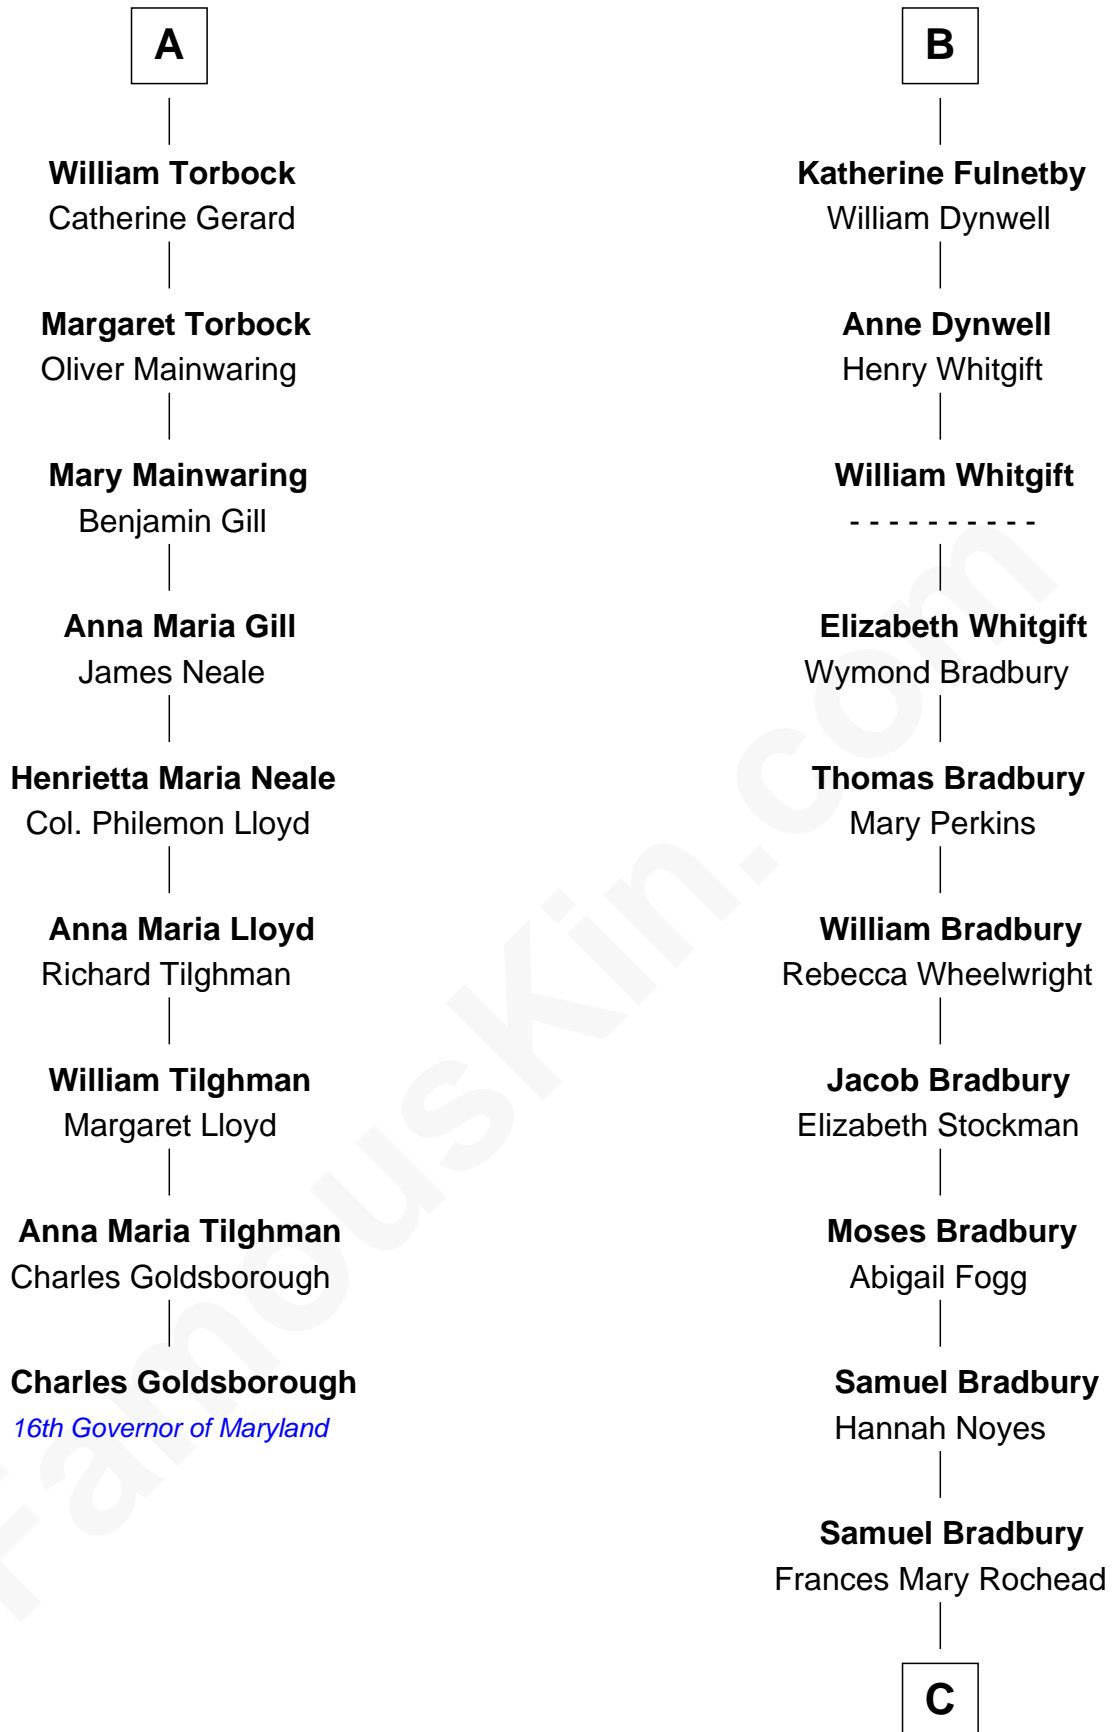 A
William Torbock
Catherine Gerard
Margaret Torbock
Oliver Mainwaring
Mary Mainwaring
Benjamin Gill
Anna Maria Gill
James Neale
Henrietta Maria Neale
Col. Philemon Lloyd
Anna Maria Lloyd
Richard Tilghman
William Tilghman
Margaret Lloyd
Anna Maria Tilghman
Charles Goldsborough
Charles Goldsborough
16th Governor of Maryland
B
Katherine Fulnetby
William Dynwell
Anne Dynwell
Henry Whitgift
William Whitgift
- - - - - - - - - -
Elizabeth Whitgift
Wymond Bradbury
Thomas Bradbury
Mary Perkins
William Bradbury
Rebecca Wheelwright
Jacob Bradbury
Elizabeth Stockman
Moses Bradbury
Abigail Fogg
Samuel Bradbury
Hannah Noyes
Samuel Bradbury
Frances Mary Rochead
C
FamousKin.com